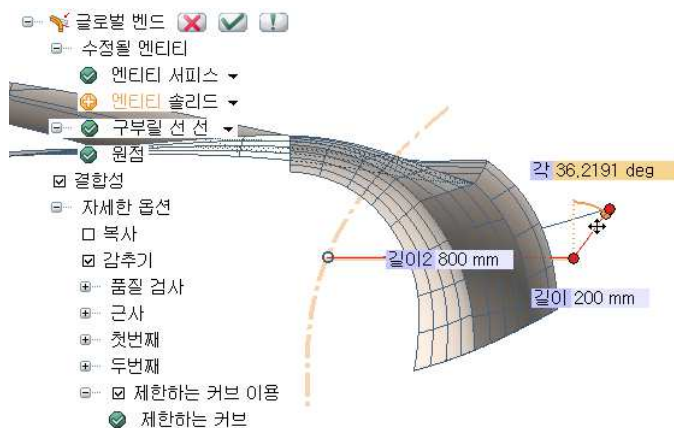 글로벌 벤드
수정될 엔티티
엔티티 서피스
엔티티 솔리드
구부릴 선 선
원점
결합성
자세한 옵션
복사
감추기
품질 검사
근사
첫번째
두번째
제한하는 커브 이용
제한하는 커브
각 36,2191 deg
길이2 800 mm
길이 200 mm